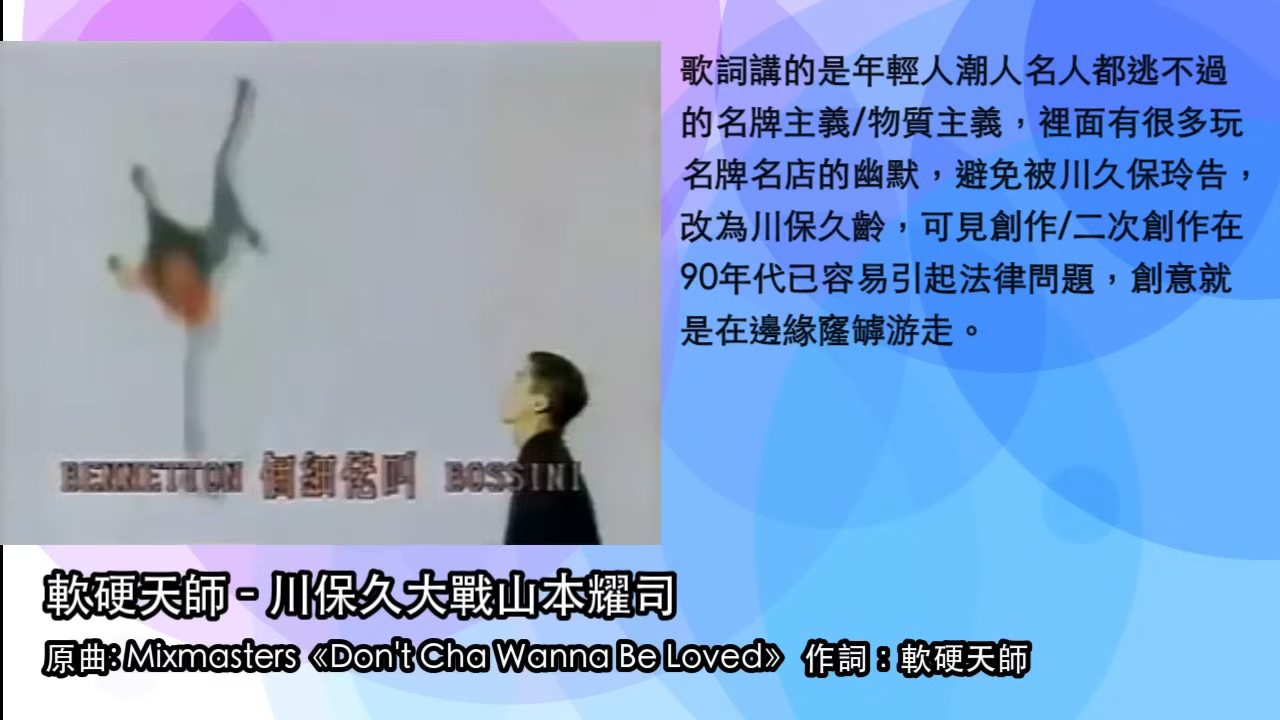 歌詞講的是年輕人潮人名人都逃不過
的名牌主義/物質主義，裡面有很多玩
名牌名店的幽默，避免被川久保玲告，
改為川保久齡，可見創作/二次創作在
90年代已容易引起法律問題，創意就
是在邊緣窿罅游走。
BENNETTON 個細佬叫 BOSSINI
軟硬天師 - 川保久大戰山本耀司
原曲: Mixmasters《Don't Cha Wanna Be Loved》 作詞：軟硬天師